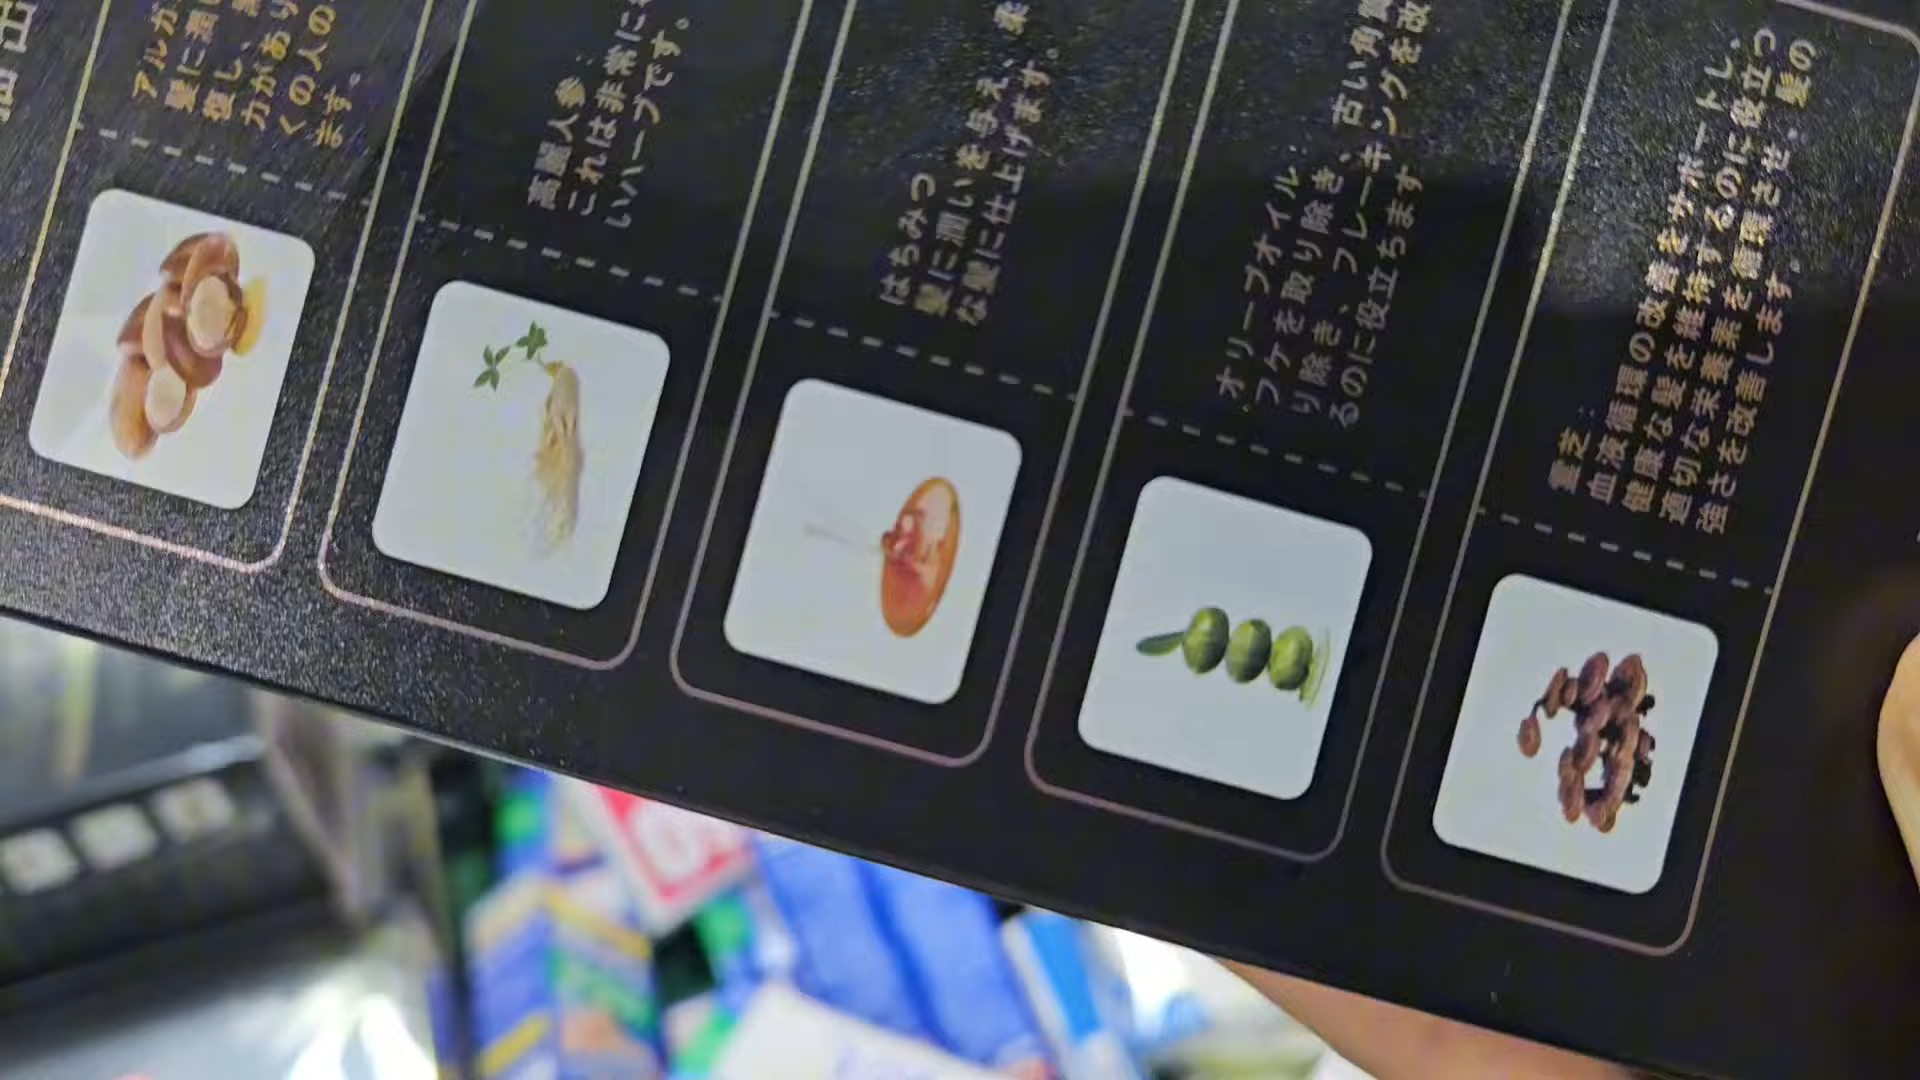 アルガ
髪に潤
復し、
力があり
くの人の
ます。
高麗人参：
これは非常に
いハーブです。
はちみつ
髪に潤いを与え、柔
な髪に仕上げます。
オリーブオイル：
フケを取り除き、古い角質
り除き、フレーキングを改
るのに役立ちます
霊芝：
血液循環の改善をサポートし、
健康な髪を維持するのに役立つ
適切な栄養素を循環させ、髪の
強さを改善します。